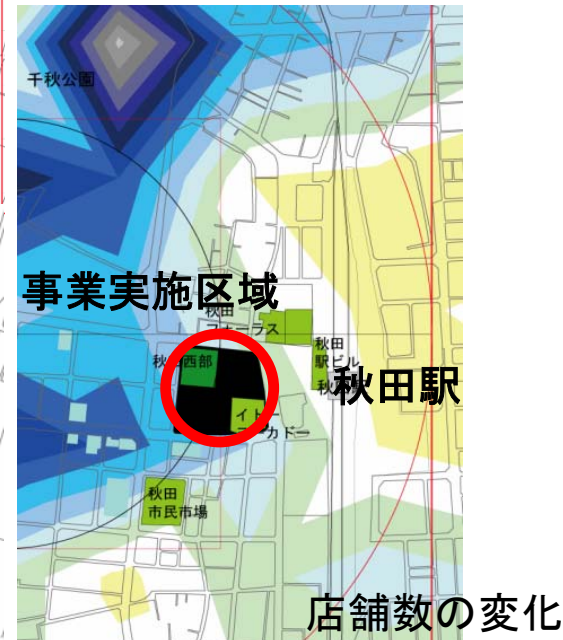 千秋公園
事業実施区域
秋田
フォーラス
秋田西部
秋田
駅ビル
秋田駅
イトー
ヨーカドー
秋田
市民市場
店舗数の変化